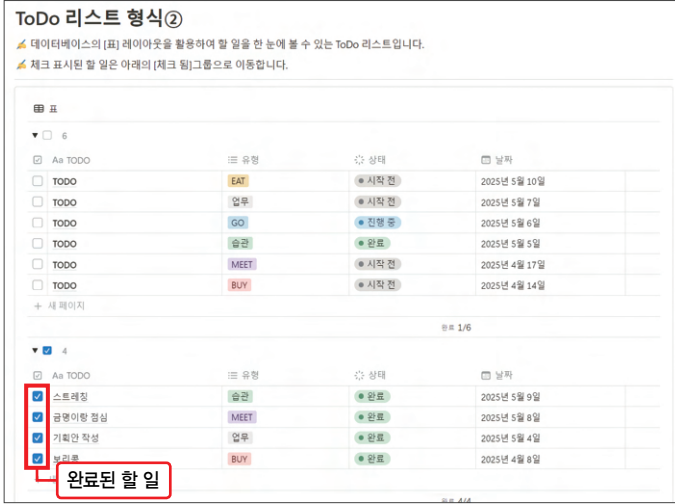 ToDo 리스트 형식②
✍ 데이터베이스의 [표] 레이아웃을 활용하여 할 일을 한 눈에 볼 수 있는 ToDo 리스트입니다.
✍ 체크 표시된 할 일은 아래의 [체크 됨]그룹으로 이동합니다.
표
6
Aa TODO 유형 상태 날짜
TODO EAT 시작 전 2025년 5월 10일
TODO 업무 시작 전 2025년 5월 7일
TODO GO 진행 중 2025년 5월 6일
TODO 습관 완료 2025년 5월 5일
TODO MEET 시작 전 2025년 4월 17일
TODO BUY 시작 전 2025년 4월 14일
+ 새 페이지
완료 1/6
4
Aa TODO 유형 상태 날짜
스트레칭 습관 완료 2025년 5월 9일
금명이랑 점심 MEET 완료 2025년 5월 8일
기획안 작성 업무 완료 2025년 5월 4일
보리콩 BUY 완료 2025년 4월 8일
완료된 할 일